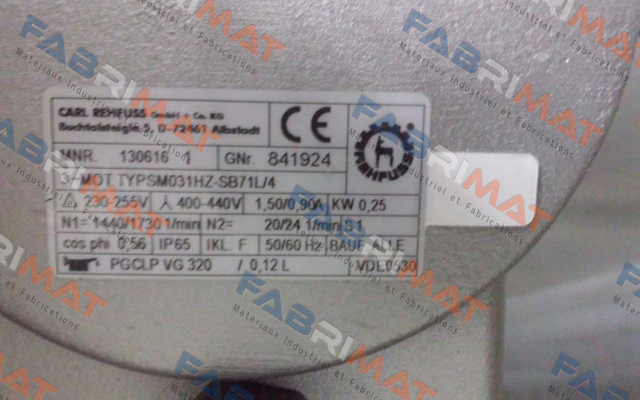 CARL REHFUSS GmbH + Co. KG
Buchtalsteige 5, D-72461 Albstadt
CE
REHFUSS
MNR. 130616 1 GNr. 841924
3~MOT TYPSM031HZ-SB71L/4
△ 230-255V 人 400-440V 1,50/0,90A KW 0,25
N1= 1440/1730 1/min N2= 20/24 1/min S1
cos phi 0,56 IP65 IKL F 50/60 Hz BAUF ALLE
PGCLP VG 320 / 0,12 L VDE0530
FABRIMAT
Materiaux Industriel et Fabrications